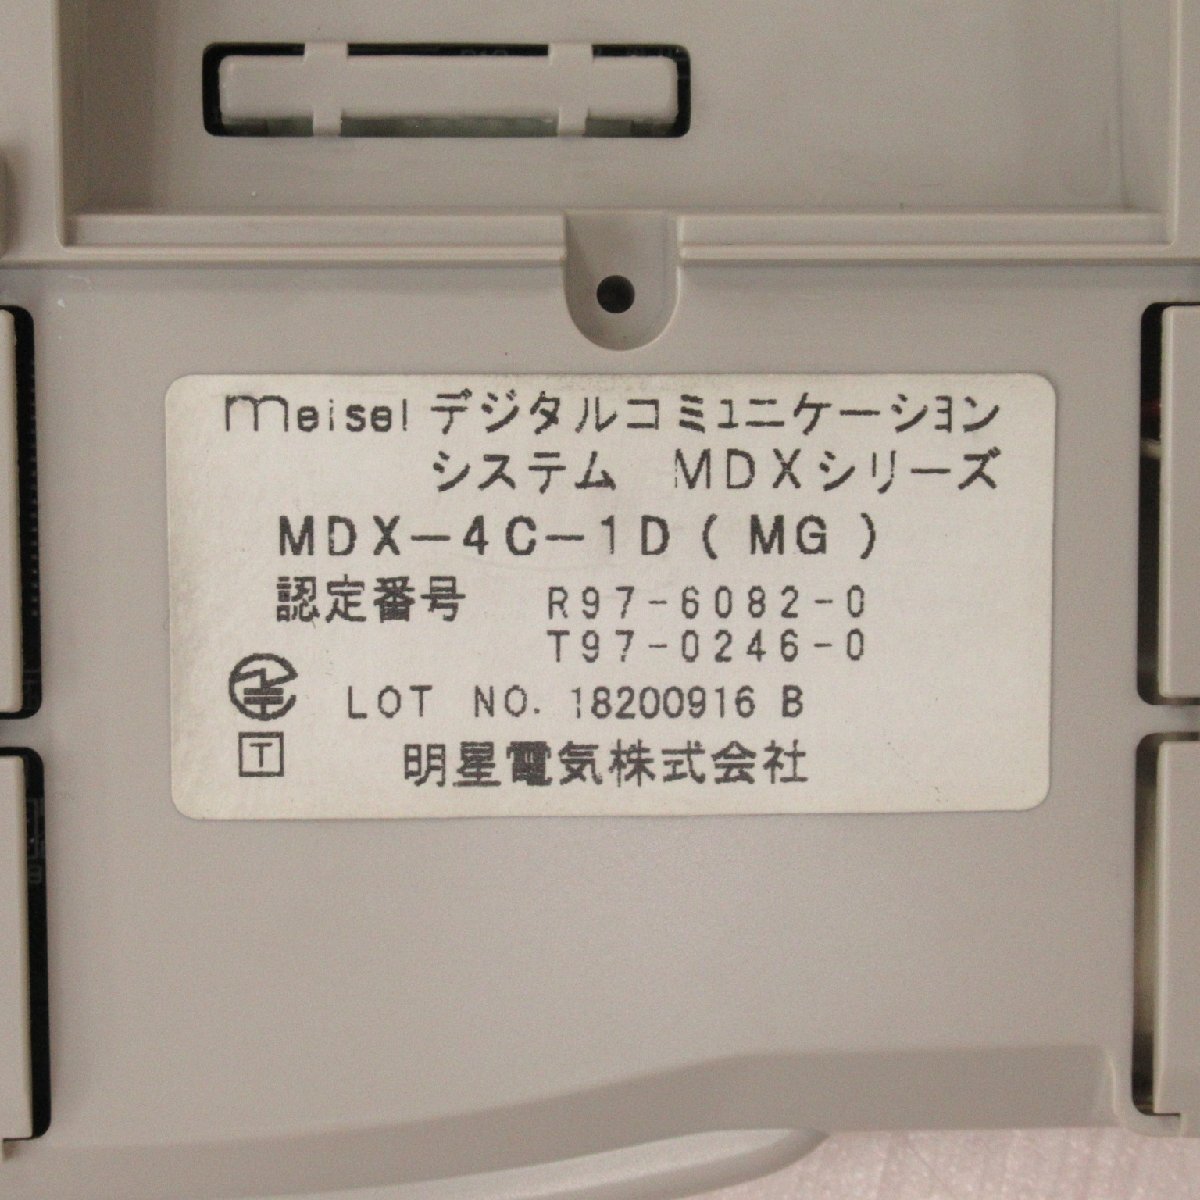 meisei デジタルコミュニケーション
システム MDXシリーズ
MDX-4C-1D(MG)
認定番号 R97-6082-0
T97-0246-0
LOT NO. 18200916 B
T
明星電気株式会社